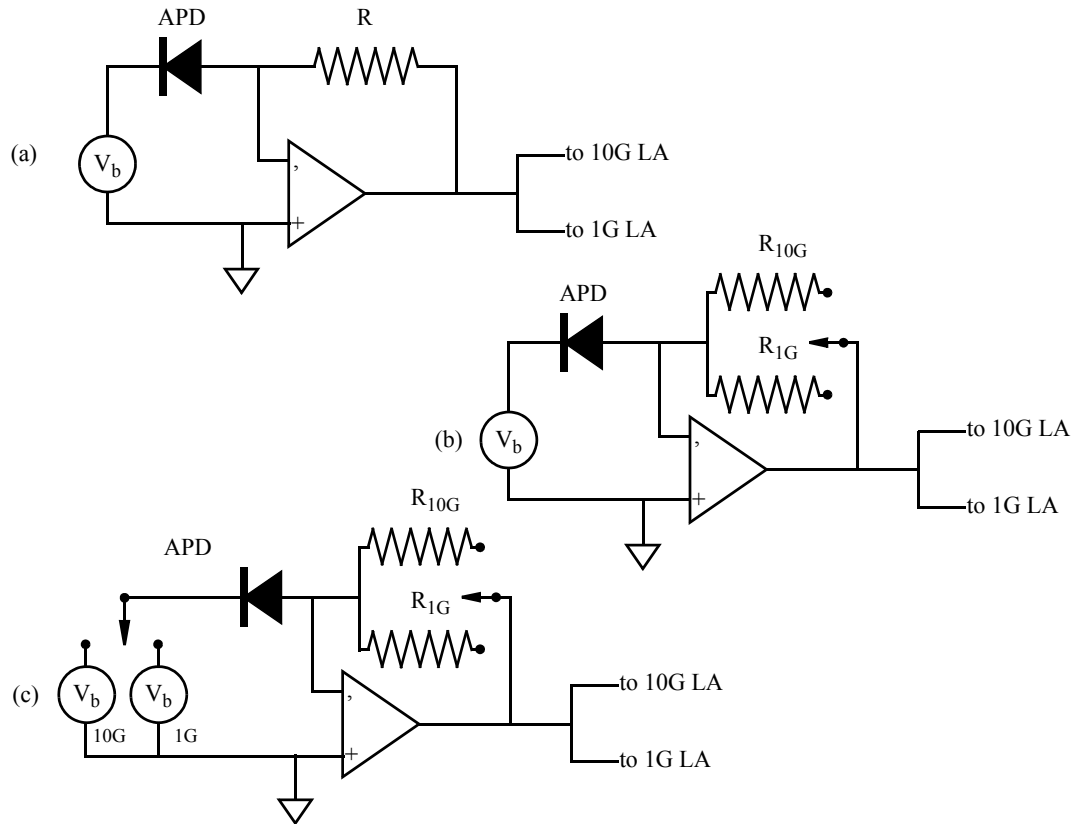 APD
R
(a)
V_b
,
+
to 10G LA
to 1G LA
R_10G
APD
R_1G
(b)
V_b
,
+
to 10G LA
to 1G LA
R_10G
APD
R_1G
(c)
V_b
10G
V_b
1G
,
+
to 10G LA
to 1G LA